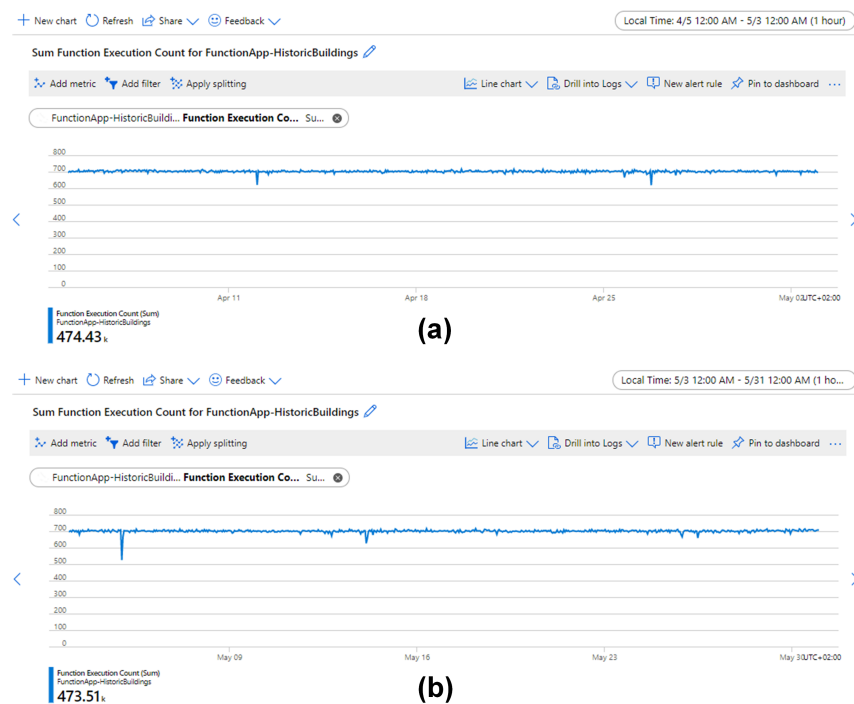 New chart Refresh Share Feedback Local Time: 4/5 12:00 AM - 5/3 12:00 AM (1 hour)
Sum Function Execution Count for FunctionApp-HistoricBuildings
Add metric Add filter Apply splitting Line chart Drill into Logs New alert rule Pin to dashboard ...
FunctionApp-HistoricBuildi... Function Execution Co... Su...
800
700
600
500
400
300
200
100
0
Apr 11 Apr 18 Apr 25 May 02 UTC+02:00
Function Execution Count (Sum)
FunctionApp-HistoricBuildings
474.43 k
(a)
New chart Refresh Share Feedback Local Time: 5/3 12:00 AM - 5/31 12:00 AM (1 ho...
Sum Function Execution Count for FunctionApp-HistoricBuildings
Add metric Add filter Apply splitting Line chart Drill into Logs New alert rule Pin to dashboard ...
FunctionApp-HistoricBuildi... Function Execution Co... Su...
800
700
600
500
400
300
200
100
0
May 09 May 16 May 23 May 30 UTC+02:00
Function Execution Count (Sum)
FunctionApp-HistoricBuildings
473.51 k
(b)